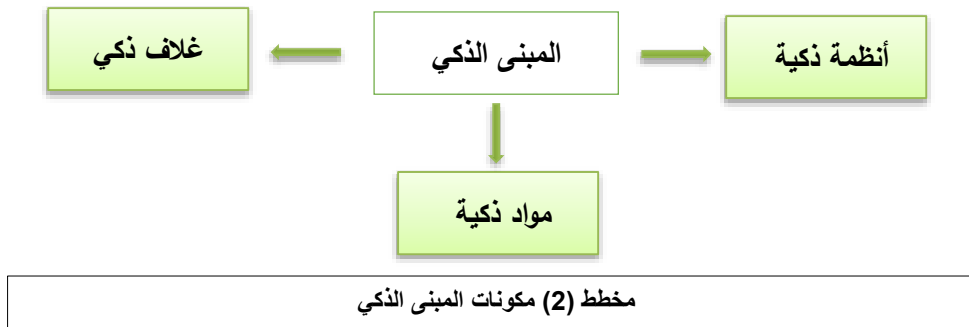 أنظمة ذكية
المبنى الذكي
غلاف ذكي
مواد ذكية
مخطط (2) مكونات المبنى الذكي